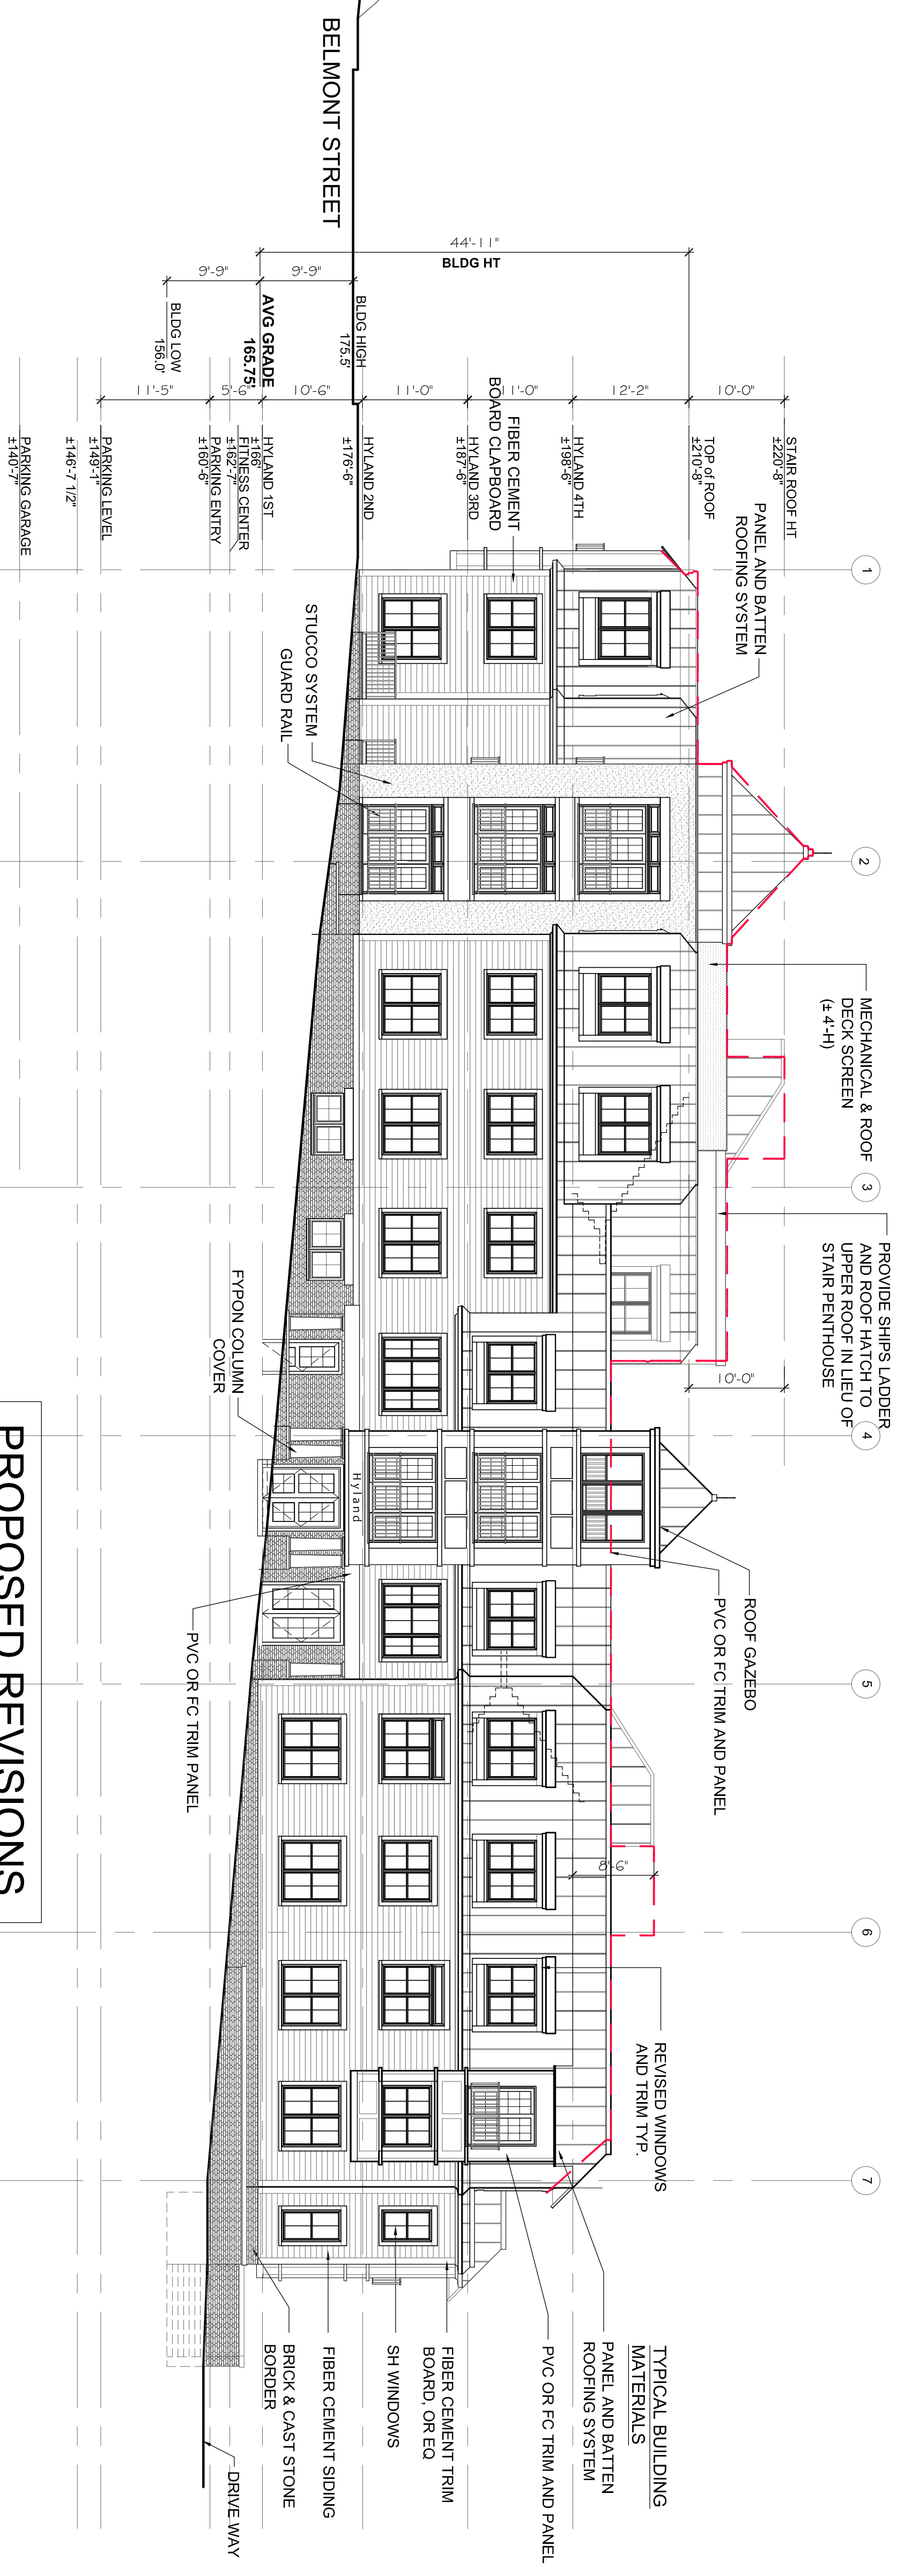 BELMONT STREET
44'-11"
BLDG HT
9'-9"
9'-9"
BLDG HIGH
175.5'
AVG GRADE
165.75'
BLDG LOW
156.0'
10'-0"
12'-2"
11'-0"
11'-0"
10'-6"
5'-6"
11'-5"
STAIR ROOF HT
±220'-8"
TOP of ROOF
±210'-8"
HYLAND 4TH
±198'-6"
HYLAND 3RD
±187'-6"
HYLAND 2ND
±176'-6"
HYLAND 1ST
±166'
FITNESS CENTER
±162'-7"
PARKING ENTRY
±160'-6"
PARKING LEVEL
±149'-1"
±146'-7 1/2"
PARKING GARAGE
±140'-7"
FIBER CEMENT
BOARD CLAPBOARD
PANEL AND BATTEN
ROOFING SYSTEM
STUCCO SYSTEM
GUARD RAIL
1
2
3
4
5
6
7
MECHANICAL & ROOF
DECK SCREEN
(± 4'-H)
PROVIDE SHIPS LADDER
AND ROOF HATCH TO
UPPER ROOF IN LIEU OF
STAIR PENTHOUSE
10'-0"
FYPON COLUMN
COVER
Hyland
ROOF GAZEBO
PVC OR FC TRIM AND PANEL
PVC OR FC TRIM PANEL
8'-6"
REVISED WINDOWS
AND TRIM TYP.
TYPICAL BUILDING
MATERIALS
PANEL AND BATTEN
ROOFING SYSTEM
PVC OR FC TRIM AND PANEL
FIBER CEMENT TRIM
BOARD, OR EQ
SH WINDOWS
FIBER CEMENT SIDING
BRICK & CAST STONE
BORDER
DRIVE WAY
PROPOSED REVISIONS